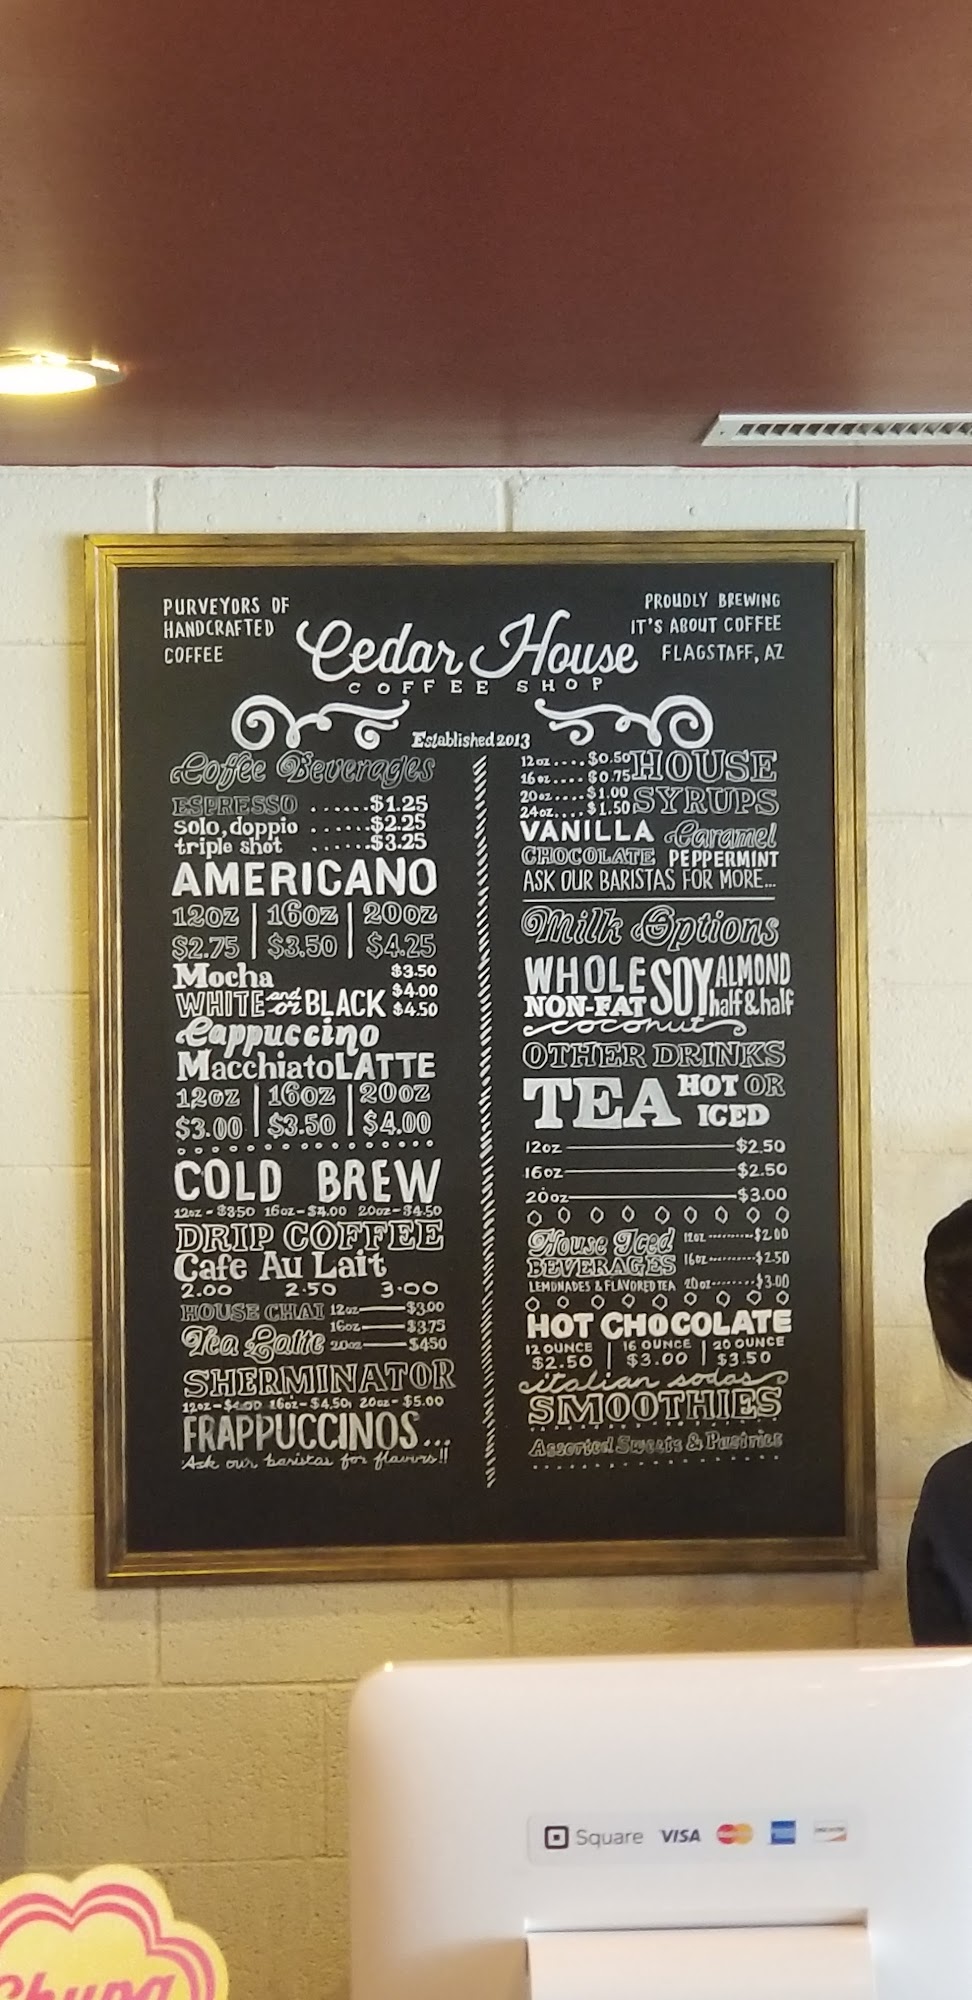 PURVEYORS OF
HANDCRAFTED
COFFEE
Cedar House
COFFEE SHOP
PROUDLY BREWING
IT'S ABOUT COFFEE
FLAGSTAFF, AZ
Established 2013
Coffee Beverages
ESPRESSO ......$1.25
solo, doppio ......$2.25
triple shot ......$3.25
AMERICANO
12OZ | 16OZ | 20OZ
$2.75 | $3.50 | $4.25
Mocha $3.50
WHITE and or BLACK $4.00
$4.50
Cappuccino
Macchiato LATTE
12OZ | 16OZ | 20OZ
$3.00 | $3.50 | $4.00
COLD BREW
12oz - $3.50 16oz - $4.00 20oz - $4.50
DRIP COFFEE
Cafe Au Lait
2.00 2.50 3.00
HOUSE CHAI 12oz — $3.00
16oz — $3.75
Tea Latte 20oz — $4.50
SHERMINATOR
12oz - $4.00 16oz - $4.50, 20oz - $5.00
FRAPPUCCINOS...
Ask our baristas for flavors!!
12oz....$0.50 HOUSE
16oz....$0.75
20oz....$1.00 SYRUPS
24oz....$1.50
VANILLA Caramel
CHOCOLATE PEPPERMINT
ASK OUR BARISTAS FOR MORE...
Milk Options
WHOLE SOY ALMOND
NON-FAT half & half
coconut
OTHER DRINKS
TEA HOT OR
ICED
12oz — $2.50
16oz — $2.50
20oz — $3.00
House Iced 12oz --------- $2.00
BEVERAGES 16oz --------- $2.50
LEMONADES & FLAVORED TEA 20oz -------- $3.00
HOT CHOCOLATE
12 OUNCE | 16 OUNCE | 20 OUNCE
$2.50 | $3.00 | $3.50
italian sodas
SMOOTHIES
Assorted Sweets & Pastries
Square VISA
Chupa